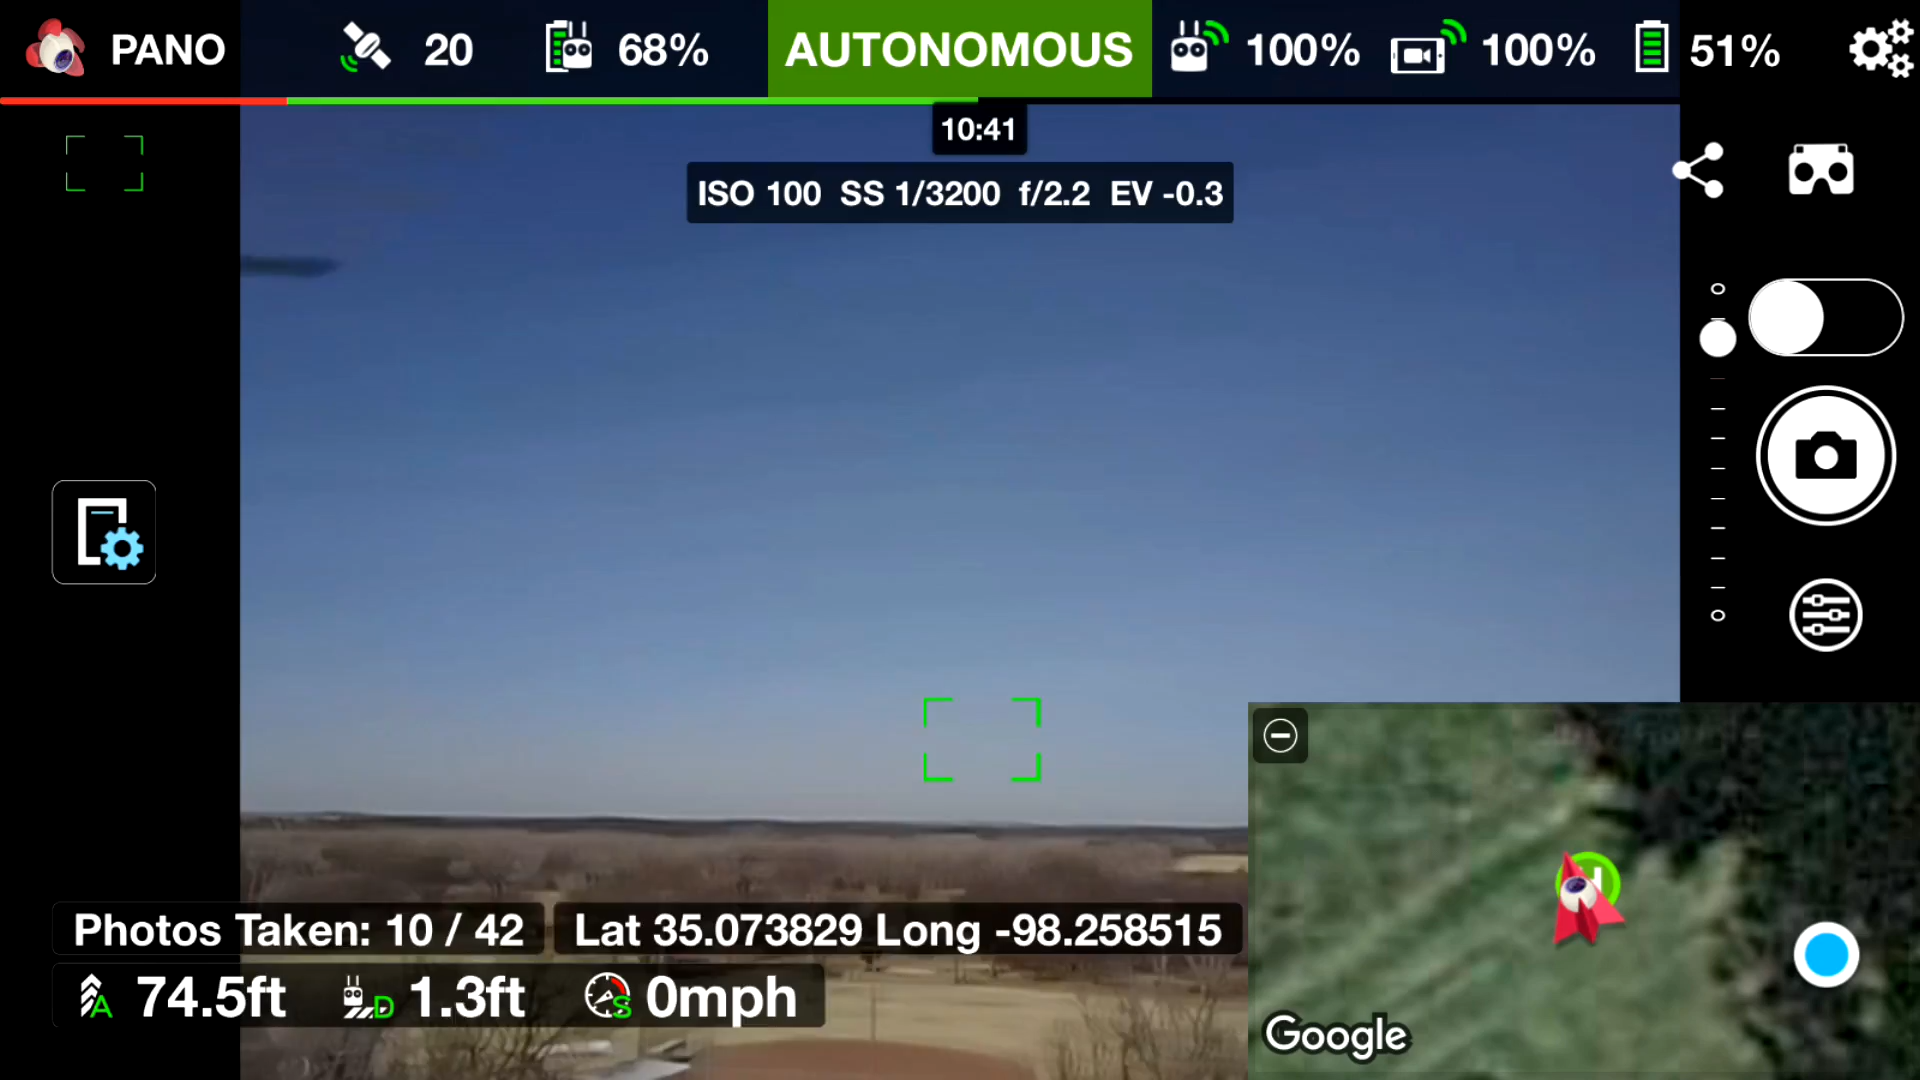 PANO
20
68%
AUTONOMOUS
100%
100%
51%
10:41
ISO 100 SS 1/3200 f/2.2 EV -0.3
Photos Taken: 10 / 42
Lat 35.073829 Long -98.258515
A 74.5ft
D 1.3ft
S 0mph
Google